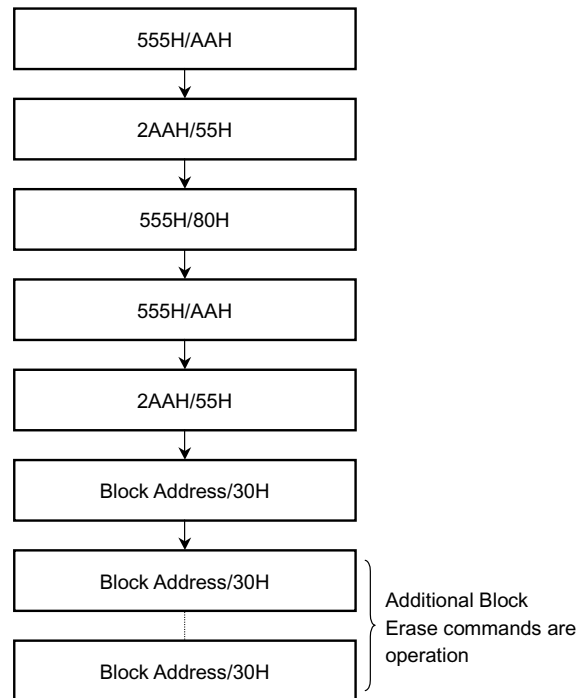 555H/AAH
2AAH/55H
555H/80H
555H/AAH
2AAH/55H
Block Address/30H
Block Address/30H
Block Address/30H
Additional Block
Erase commands are
operation